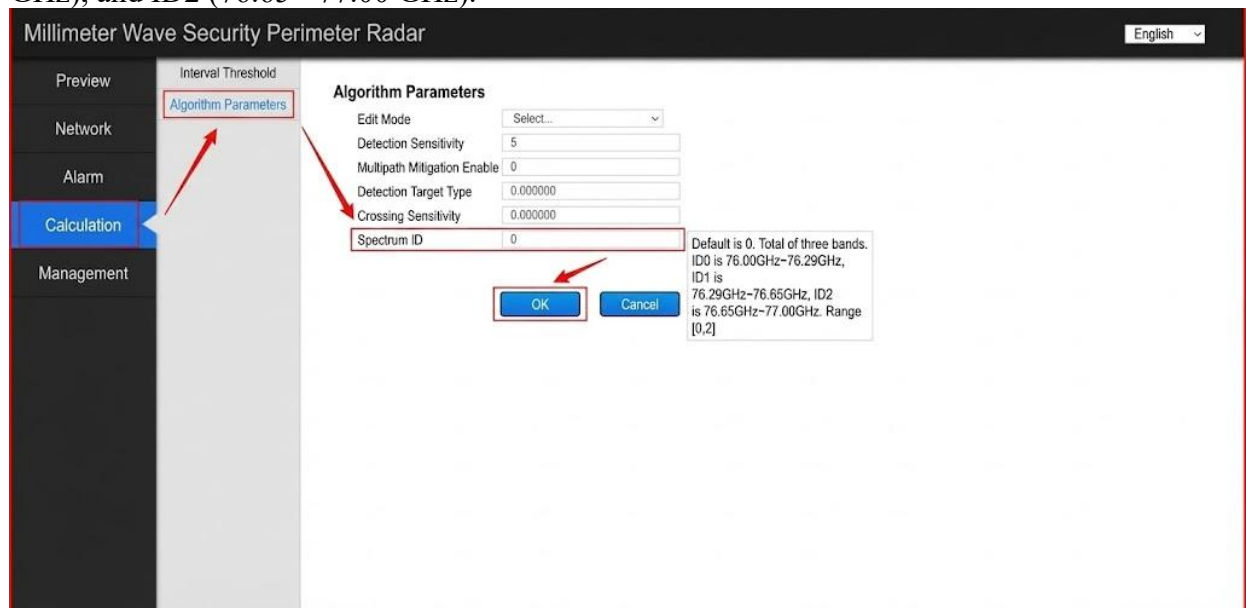 GHz), and ID2 (76.65–77.00 GHz).
Millimeter Wave Security Perimeter Radar
English
Preview
Network
Alarm
Calculation
Management
Interval Threshold
Algorithm Parameters
Algorithm Parameters
Edit Mode Select...
Detection Sensitivity 5
Multipath Mitigation Enable 0
Detection Target Type 0.000000
Crossing Sensitivity 0.000000
Spectrum ID 0
Default is 0. Total of three bands.
ID0 is 76.00GHz~76.29GHz,
ID1 is
76.29GHz~76.65GHz, ID2
is 76.65GHz~77.00GHz. Range
[0,2]
OK Cancel